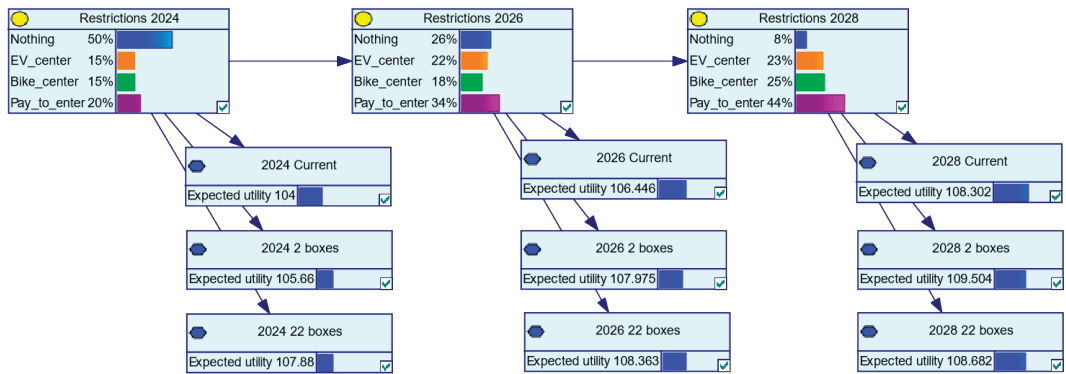 Restrictions 2024
Nothing 50%
EV_center 15%
Bike_center 15%
Pay_to_enter 20%
Restrictions 2026
Nothing 26%
EV_center 22%
Bike_center 18%
Pay_to_enter 34%
Restrictions 2028
Nothing 8%
EV_center 23%
Bike_center 25%
Pay_to_enter 44%
2024 Current
Expected utility 104
2026 Current
Expected utility 106.446
2028 Current
Expected utility 108.302
2024 2 boxes
Expected utility 105.66
2026 2 boxes
Expected utility 107.975
2028 2 boxes
Expected utility 109.504
2024 22 boxes
Expected utility 107.88
2026 22 boxes
Expected utility 108.363
2028 22 boxes
Expected utility 108.682